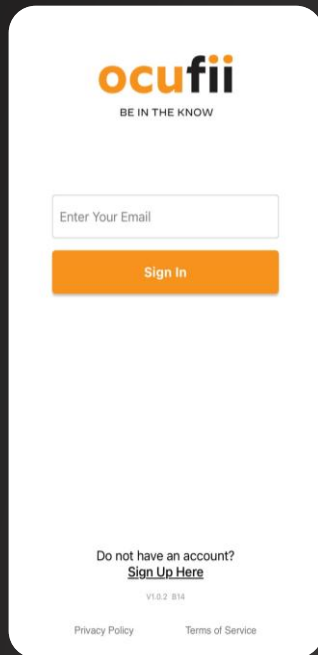 ocufii
BE IN THE KNOW
Enter Your Email
Sign In
Do not have an account?
Sign Up Here
V1.0.2 B14
Privacy Policy Terms of Service